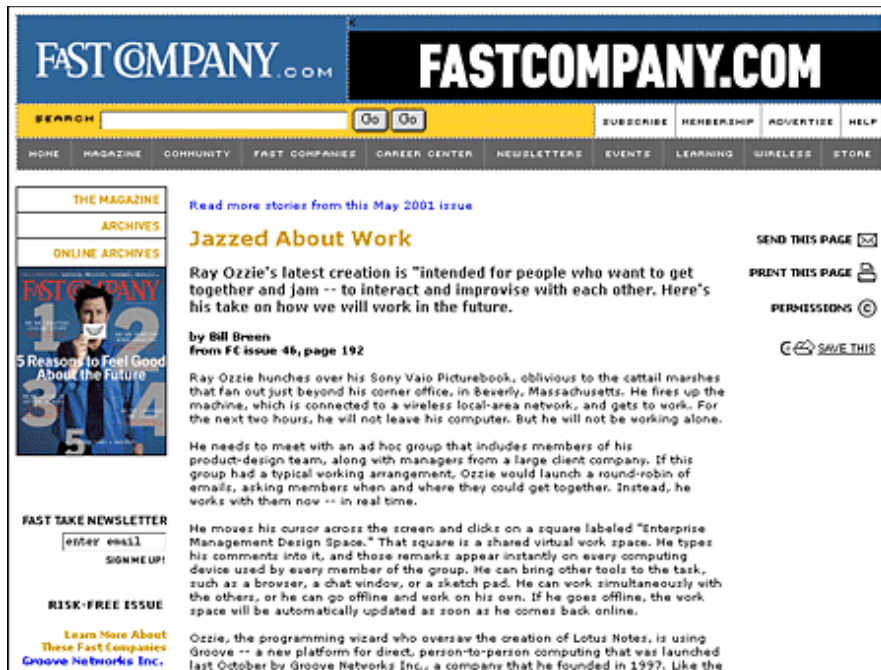 FAST COMPANY.COM
FASTCOMPANY.COM
SEARCH Go Go SUBSCRIBE MEMBERSHIP ADVERTISE HELP
HOME MAGAZINE COMMUNITY FAST COMPANIES CAREER CENTER NEWSLETTERS EVENTS LEARNING WIRELESS STORE
THE MAGAZINE
ARCHIVES
ONLINE ARCHIVES
FAST COMPANY
1 2 3 4 5
5 Reasons to Feel Good
About the Future
FAST TAKE NEWSLETTER
enter email
SIGN ME UP!
RISK-FREE ISSUE
Learn More About
These Fast Companies
Groove Networks Inc.
Read more stories from this May 2001 issue
Jazzed About Work
Ray Ozzie's latest creation is "intended for people who want to get
together and jam -- to interact and improvise with each other. Here's
his take on how we will work in the future.
by Bill Breen
from FC issue 46, page 192
Ray Ozzie hunches over his Sony Vaio Picturebook, oblivious to the cattail marshes
that fan out just beyond his corner office, in Beverly, Massachusetts. He fires up the
machine, which is connected to a wireless local-area network, and gets to work. For
the next two hours, he will not leave his computer. But he will not be working alone.
He needs to meet with an ad hoc group that includes members of his
product-design team, along with managers from a large client company. If this
group had a typical working arrangement, Ozzie would launch a round-robin of
emails, asking members when and where they could get together. Instead, he
works with them now -- in real time.
He moves his cursor across the screen and clicks on a square labeled "Enterprise
Management Design Space." That square is a shared virtual work space. He types
his comments into it, and those remarks appear instantly on every computing
device used by every member of the group. He can bring other tools to the task,
such as a browser, a chat window, or a sketch pad. He can work simultaneously with
the others, or he can go offline and work on his own. If he goes offline, the work
space will be automatically updated as soon as he comes back online.
Ozzie, the programming wizard who oversaw the creation of Lotus Notes, is using
Groove -- a new platform for direct, person-to-person computing that was launched
last October by Groove Networks Inc., a company that he founded in 1997. Like the
SEND THIS PAGE
PRINT THIS PAGE
PERMISSIONS ©
SAVE THIS